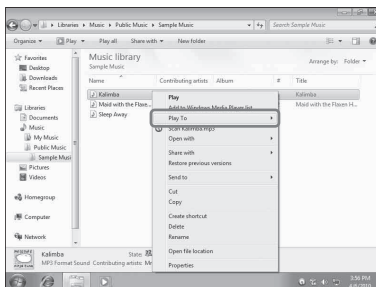 Libraries ▸ Music ▸ Public Music ▸ Sample Music
Search Sample Music
Organize Play Play all Share with New folder
Favorites
Desktop
Downloads
Recent Places
Libraries
Documents
Music
My Music
Public Music
Sample Musi
Pictures
Videos
Homegroup
Computer
Network
Music library
Sample Music
Arrange by: Folder
Name Contributing artists Album # Title
Kalimba Kalimba
Maid with the Flaxe... Maid with the Flaxen H...
Sleep Away
Play
Add to Windows Media Player list
Play To
Scan Kalimba.mp3
Open with
Share with
Restore previous versions
Send to
Cut
Copy
Create shortcut
Delete
Rename
Open file location
Properties
Kalimba State:
MP3 Format Sound Contributing artists: Mr
3:56 PM